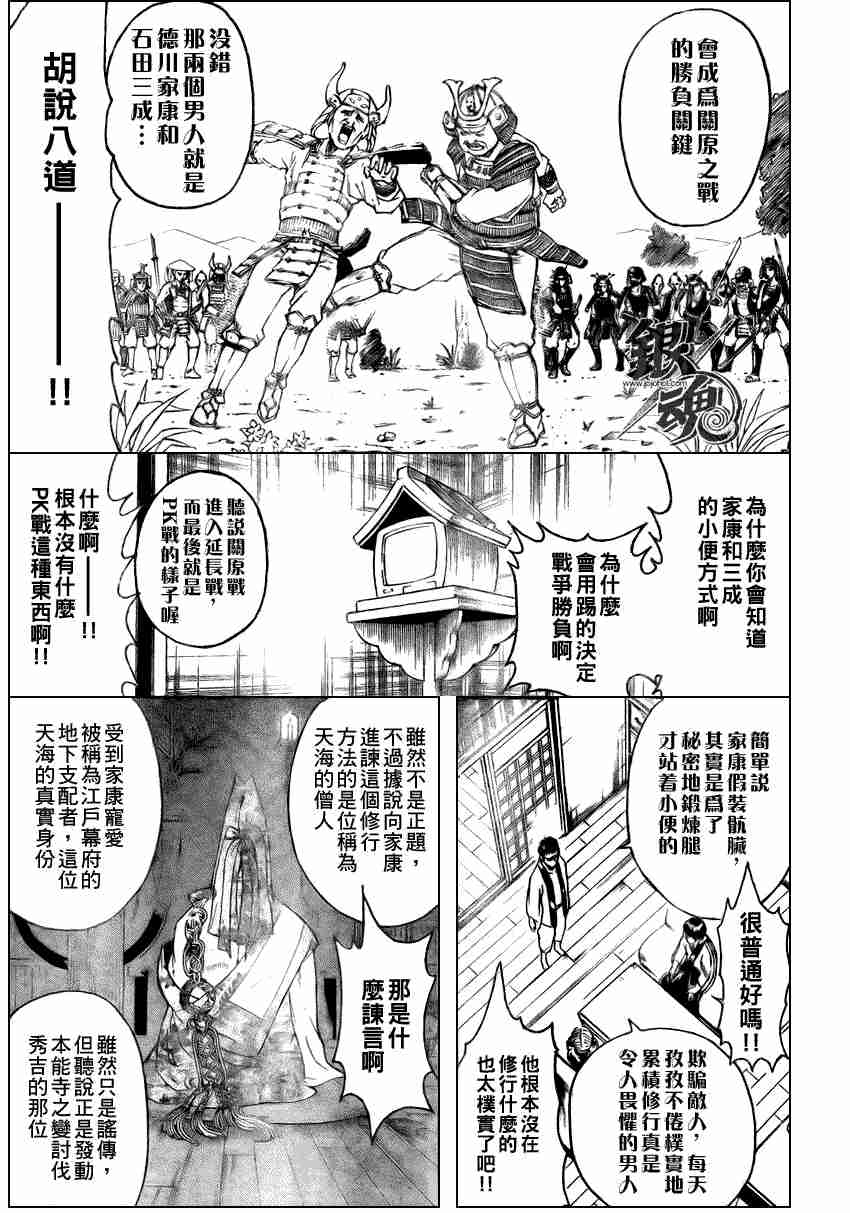 會成爲關原之戰
的勝負關鍵
没錯
那兩個男人就是
德川家康和
石田三成…
胡說八道
——!!
銀魂
www.jojohot.com
為什麼你會知道
家康和三成
的小便方式啊
為什麼
會用踢的決定
戰爭勝負啊
聽説關原戰
進入延長戰，
而最後就是
PK戰的樣子喔
什麼啊——!!
根本沒有什麼
PK戰這種東西啊!!
簡單説
家康假裝骯臟，
其實是爲了
秘密地鍛煉腿
才站着小便的
很普通好嗎!!
欺騙敵人，每天
孜孜不倦樸實地
累積修行真是
令人畏懼的男人
他根本沒在
修行什麼的
也太樸實了吧!!
雖然不是正題，
不過據說向家康
進諫這個修行
方法的是位稱為
天海的僧人
那是什
麼諫言啊
受到家康寵愛
被稱為江戶幕府的
地下支配者，這位
天海的真實身份
雖然只是謠傳，
但聽說正是發動
本能寺之變討伐
秀吉的那位